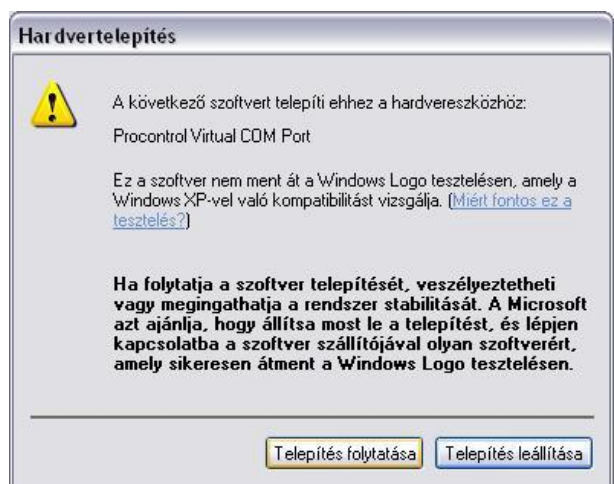 Hardvertelepítés
A következő szoftvert telepíti ehhez a hardvereszközhöz:
Procontrol Virtual COM Port
Ez a szoftver nem ment át a Windows Logo tesztelésen, amely a
Windows XP-vel való kompatibilitást vizsgálja. (Miért fontos ez a
tesztelés?)
Ha folytatja a szoftver telepítését, veszélyeztetheti
vagy megingathatja a rendszer stabilitását. A Microsoft
azt ajánlja, hogy állítsa most le a telepítést, és lépjen
kapcsolatba a szoftver szállítójával olyan szoftverért,
amely sikeresen átment a Windows Logo tesztelésen.
Telepítés folytatása Telepítés leállítása